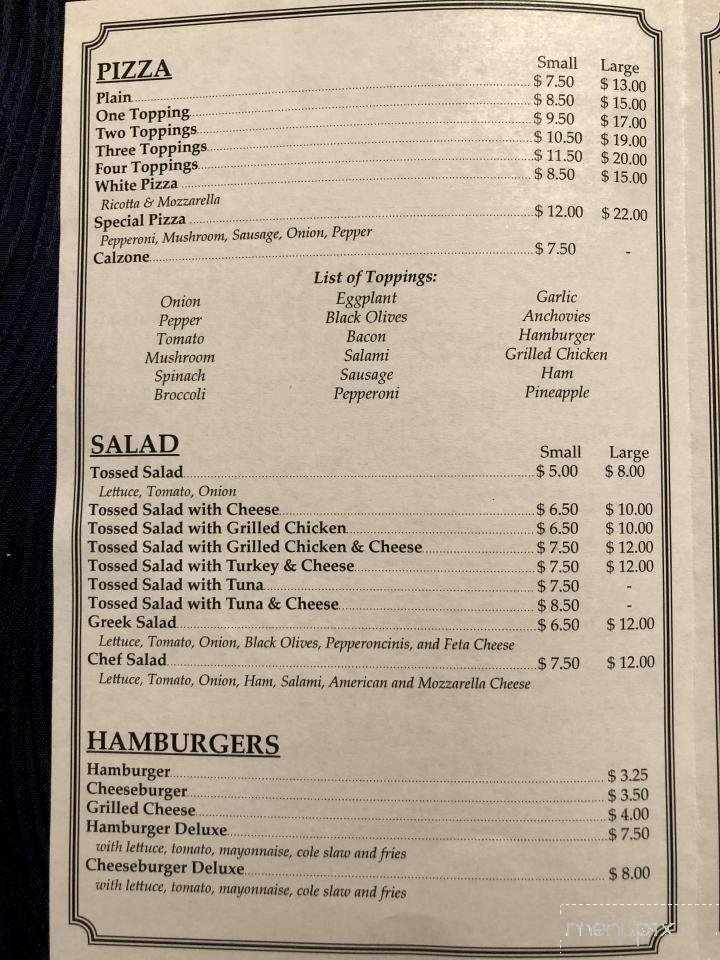 PIZZA Small Large
Plain $ 7.50 $ 13.00
One Topping $ 8.50 $ 15.00
Two Toppings $ 9.50 $ 17.00
Three Toppings $ 10.50 $ 19.00
Four Toppings $ 11.50 $ 20.00
White Pizza $ 8.50 $ 15.00
Ricotta & Mozzarella
Special Pizza $ 12.00 $ 22.00
Pepperoni, Mushroom, Sausage, Onion, Pepper
Calzone $ 7.50 -
List of Toppings:
Onion Eggplant Garlic
Pepper Black Olives Anchovies
Tomato Bacon Hamburger
Mushroom Salami Grilled Chicken
Spinach Sausage Ham
Broccoli Pepperoni Pineapple
SALAD Small Large
Tossed Salad $ 5.00 $ 8.00
Lettuce, Tomato, Onion
Tossed Salad with Cheese $ 6.50 $ 10.00
Tossed Salad with Grilled Chicken $ 6.50 $ 10.00
Tossed Salad with Grilled Chicken & Cheese $ 7.50 $ 12.00
Tossed Salad with Turkey & Cheese $ 7.50 $ 12.00
Tossed Salad with Tuna $ 7.50 -
Tossed Salad with Tuna & Cheese $ 8.50 -
Greek Salad $ 6.50 $ 12.00
Lettuce, Tomato, Onion, Black Olives, Pepperoncinis, and Feta Cheese
Chef Salad $ 7.50 $ 12.00
Lettuce, Tomato, Onion, Ham, Salami, American and Mozzarella Cheese
HAMBURGERS
Hamburger $ 3.25
Cheeseburger $ 3.50
Grilled Cheese $ 4.00
Hamburger Deluxe $ 7.50
with lettuce, tomato, mayonnaise, cole slaw and fries
Cheeseburger Deluxe $ 8.00
with lettuce, tomato, mayonnaise, cole slaw and fries
menupix